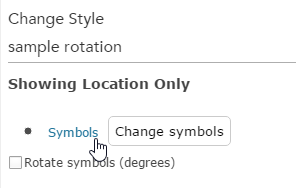 Change Style
sample rotation
Showing Location Only
Symbols Change symbols
Rotate symbols (degrees)